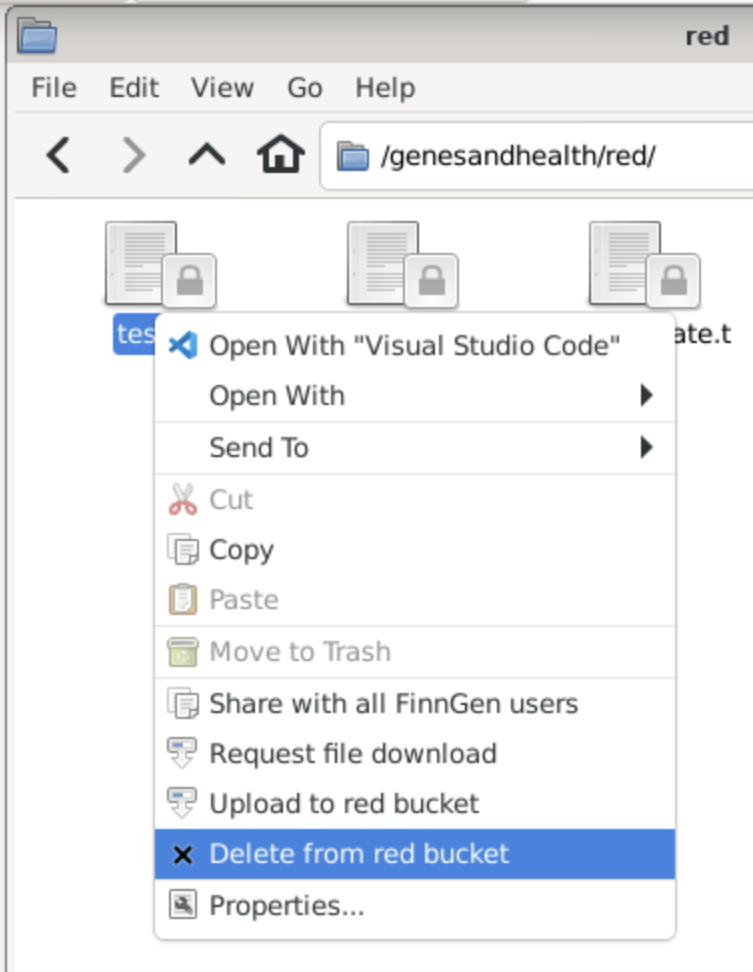 red
File Edit View Go Help
/genesandhealth/red/
tes
ate.t
Open With "Visual Studio Code"
Open With
Send To
Cut
Copy
Paste
Move to Trash
Share with all FinnGen users
Request file download
Upload to red bucket
Delete from red bucket
Properties...